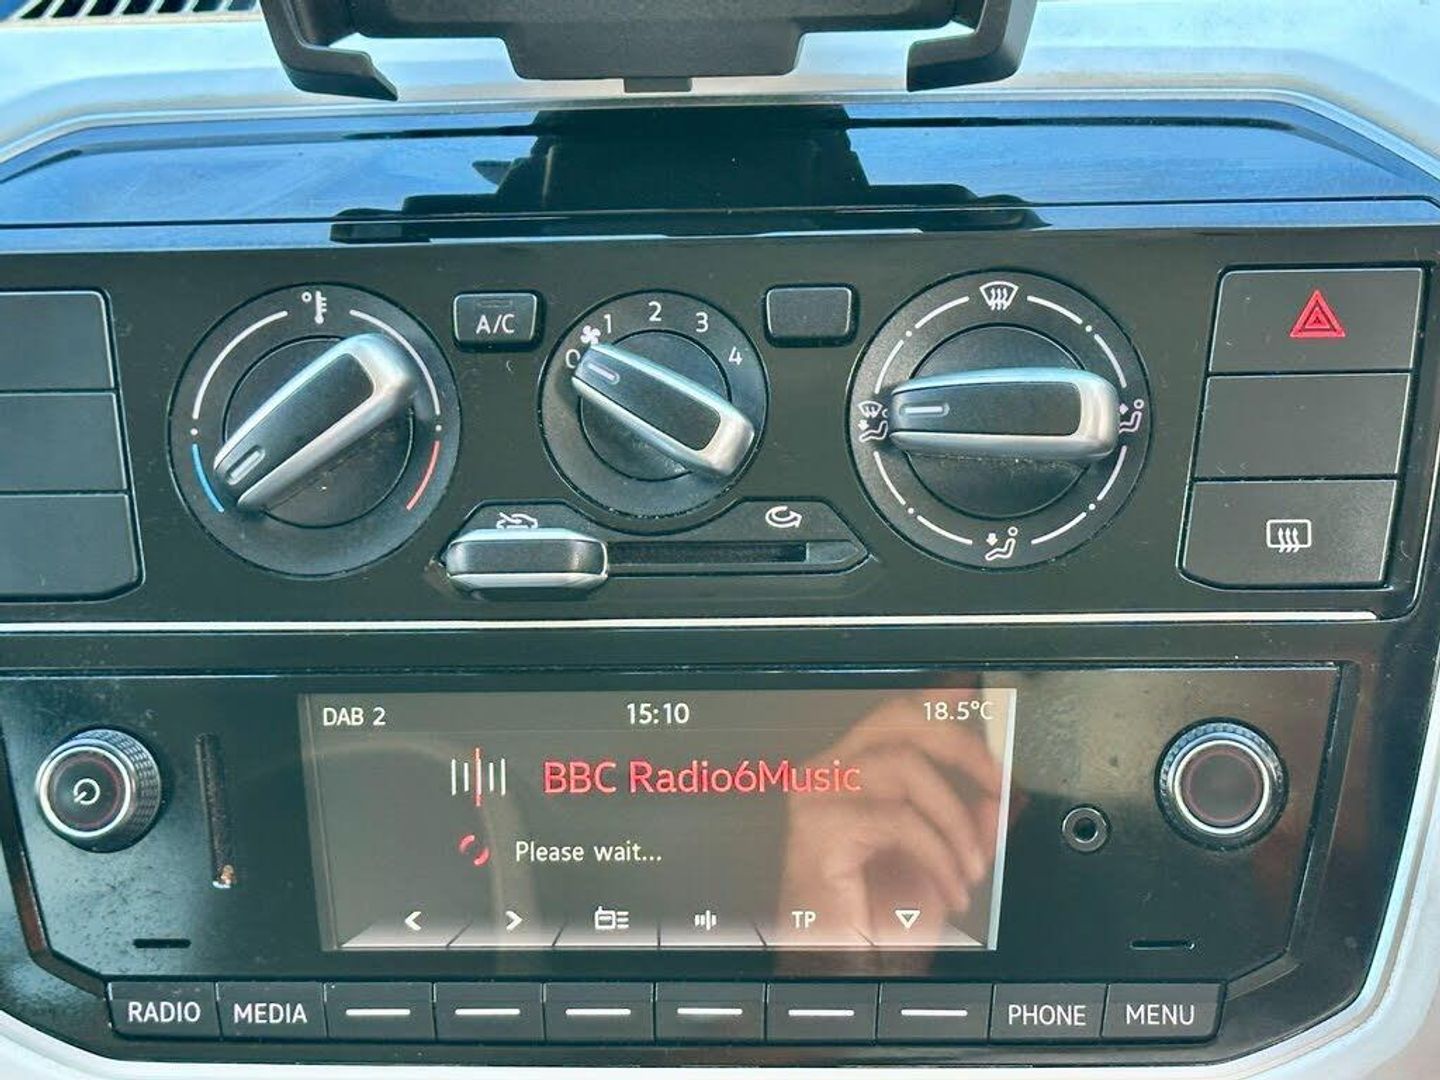 A/C
0 1 2 3 4
DAB 2 15:10 18.5°C
BBC Radio6Music
Please wait...
TP
RADIO MEDIA PHONE MENU